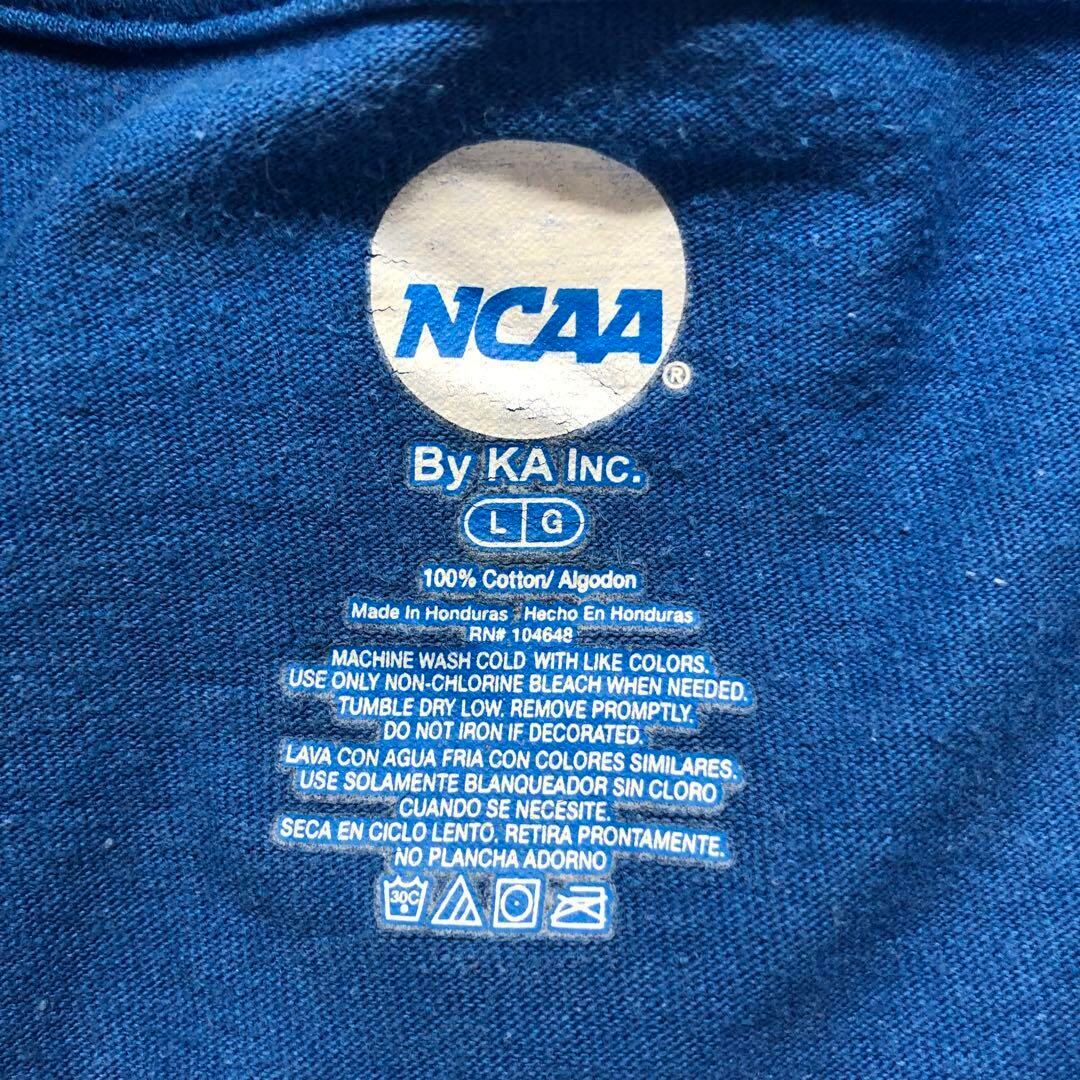 NCAA®
By KA INC.
L G
100% Cotton/ Algodon
Made In Honduras Hecho En Honduras
RN# 104648
MACHINE WASH COLD WITH LIKE COLORS.
USE ONLY NON-CHLORINE BLEACH WHEN NEEDED.
TUMBLE DRY LOW. REMOVE PROMPTLY.
DO NOT IRON IF DECORATED.
LAVA CON AGUA FRIA CON COLORES SIMILARES.
USE SOLAMENTE BLANQUEADOR SIN CLORO
CUANDO SE NECESITE.
SECA EN CICLO LENTO. RETIRA PRONTAMENTE.
NO PLANCHA ADORNO
30C